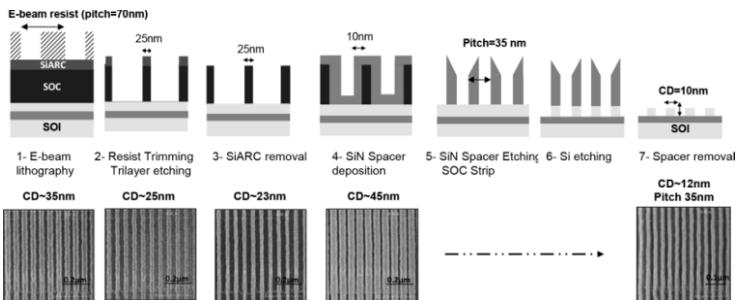 E-beam resist (pitch=70nm)
SiARC
SOC
SOI
25nm
25nm
10nm
Pitch=35 nm
CD=10nm
SOI
1- E-beam
lithography
2- Resist Trimming
Trilayer etching
3- SiARC removal
4- SiN Spacer
deposition
5- SiN Spacer Etching
SOC Strip
6- Si etching
7- Spacer removal
CD~35nm
CD~25nm
CD~23nm
CD~45nm
CD~12nm
Pitch 35nm
0.2µm
0.2µm
0.2µm
0.2µm